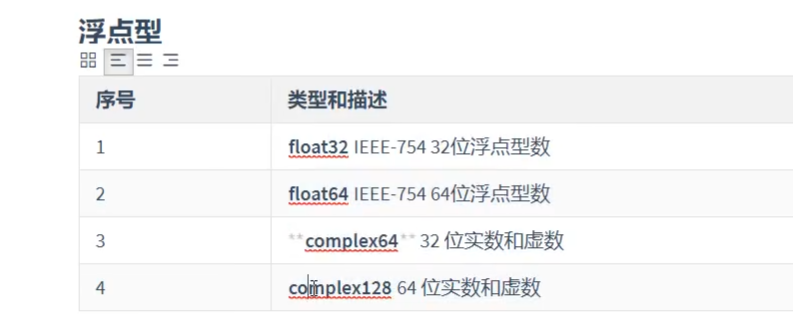 浮点型
序号 类型和描述
1 float32 IEEE-754 32位浮点型数
2 float64 IEEE-754 64位浮点型数
3 **complex64** 32 位实数和虚数
4 complex128 64 位实数和虚数